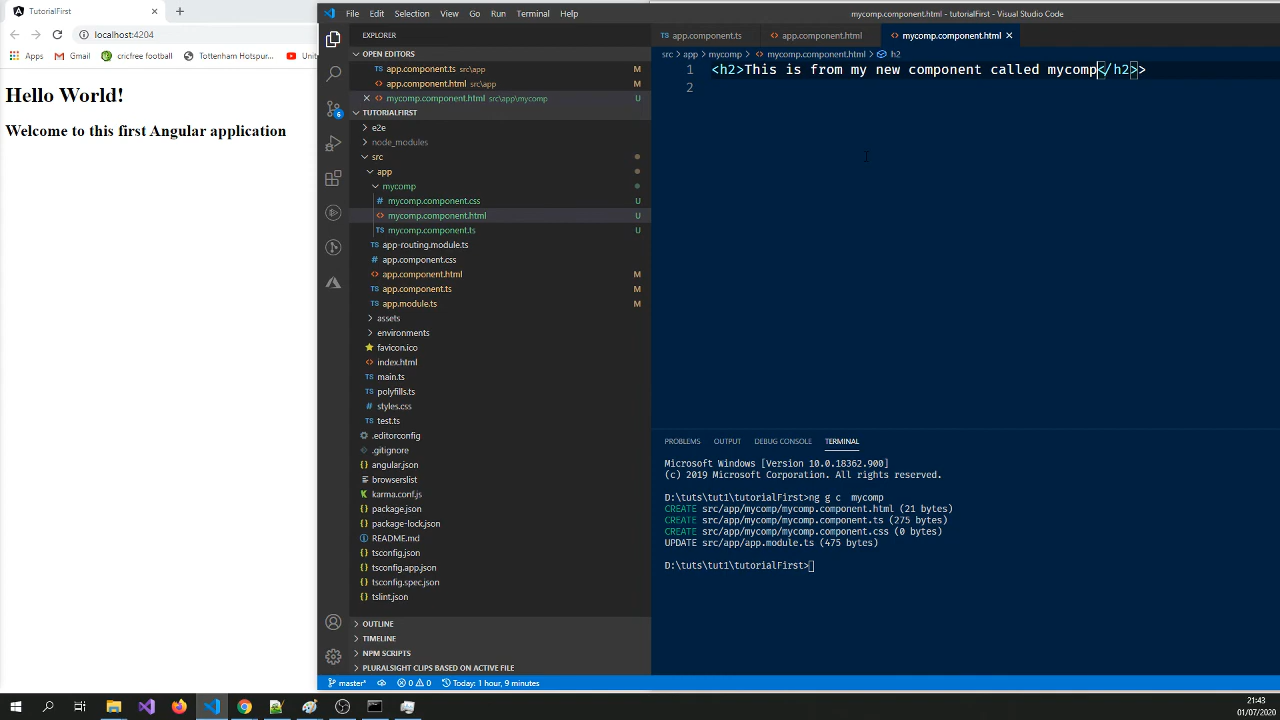 TutorialFirst
localhost:4204
Apps Gmail cricfree football Tottenham Hotspur... Unit
Hello World!
Welcome to this first Angular application
File Edit Selection View Go Run Terminal Help mycomp.component.html - tutorialFirst - Visual Studio Code
EXPLORER
OPEN EDITORS
app.component.ts src\app M
app.component.html src\app M
mycomp.component.html src\app\mycomp U
TUTORIALFIRST
e2e
node_modules
src
app
mycomp
mycomp.component.css U
mycomp.component.html U
TS mycomp.component.ts U
TS app-routing.module.ts
app.component.css
app.component.html M
TS app.component.ts M
TS app.module.ts M
assets
environments
favicon.ico
index.html
TS main.ts
TS polyfills.ts
styles.css
TS test.ts
.editorconfig
.gitignore
angular.json
browserslist
karma.conf.js
package.json
package-lock.json
README.md
tsconfig.json
tsconfig.app.json
tsconfig.spec.json
tslint.json
OUTLINE
TIMELINE
NPM SCRIPTS
PLURALSIGHT CLIPS BASED ON ACTIVE FILE
TS app.component.ts app.component.html mycomp.component.html
src > app > mycomp > mycomp.component.html > h2
1 <h2>This is from my new component called mycomp</h2>>
2
PROBLEMS OUTPUT DEBUG CONSOLE TERMINAL
Microsoft Windows [Version 10.0.18362.900]
(c) 2019 Microsoft Corporation. All rights reserved.
D:\tuts\tut1\tutorialFirst>ng g c  mycomp
CREATE src/app/mycomp/mycomp.component.html (21 bytes)
CREATE src/app/mycomp/mycomp.component.ts (275 bytes)
CREATE src/app/mycomp/mycomp.component.css (0 bytes)
UPDATE src/app/app.module.ts (475 bytes)
D:\tuts\tut1\tutorialFirst>
master* 0 0 Today: 1 hour, 9 minutes
21:43
01/07/2020